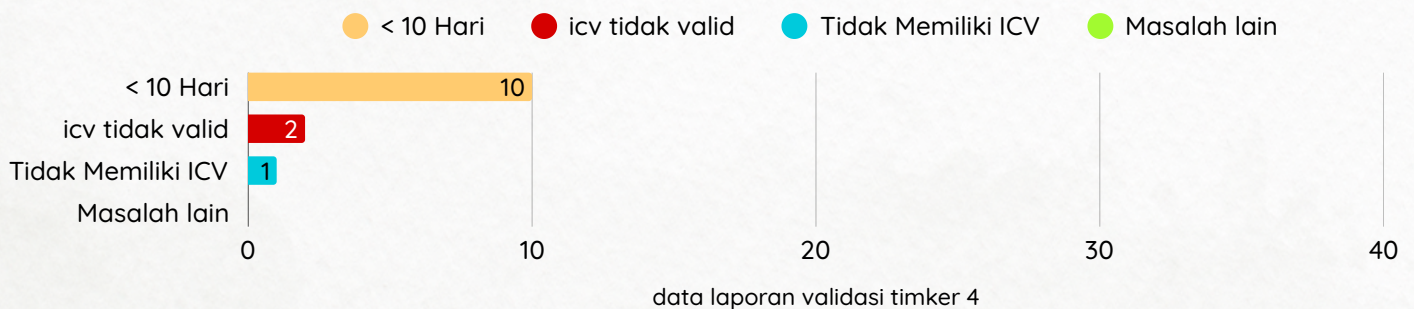 < 10 Hari icv tidak valid Tidak Memiliki ICV Masalah lain
< 10 Hari 10
icv tidak valid 2
Tidak Memiliki ICV 1
Masalah lain
0 10 20 30 40
data laporan validasi timker 4